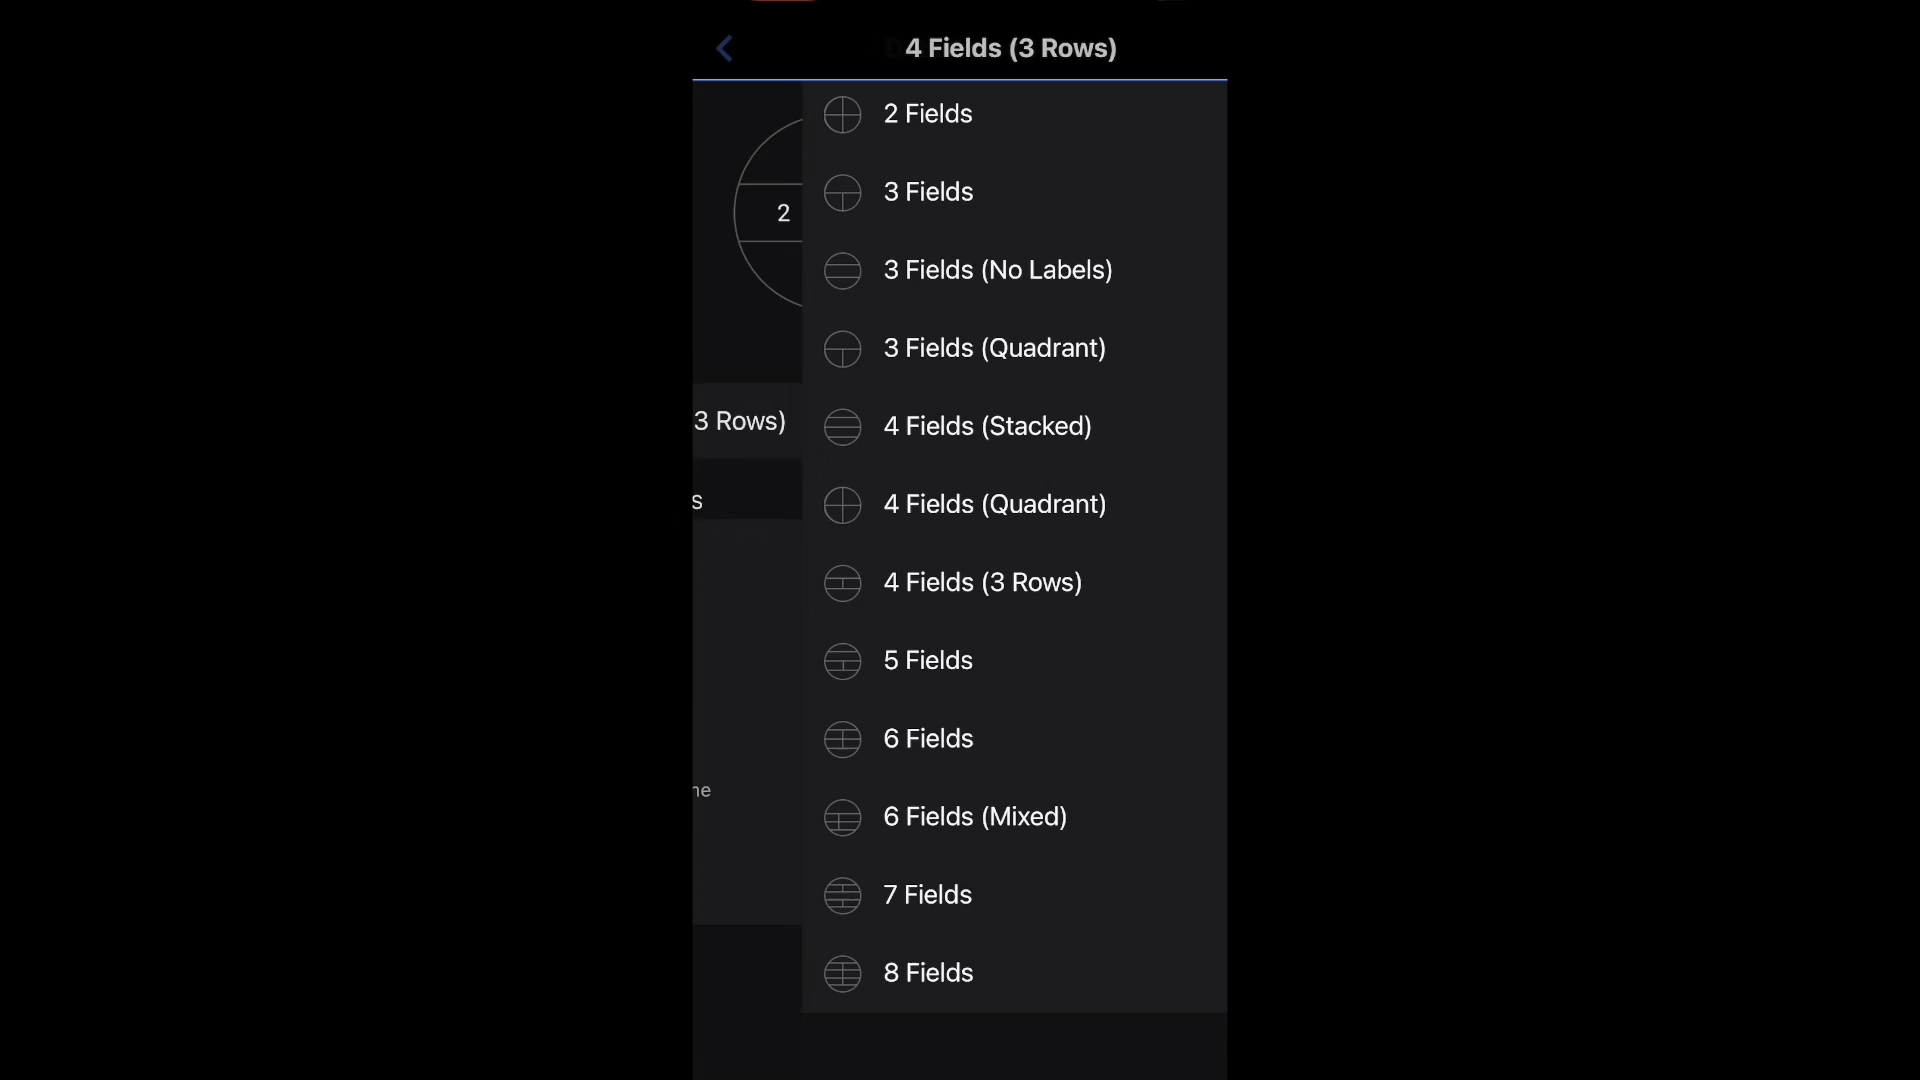 4 Fields (3 Rows)
2 Fields
3 Fields
2
3 Fields (No Labels)
3 Fields (Quadrant)
3 Rows)
4 Fields (Stacked)
s
4 Fields (Quadrant)
4 Fields (3 Rows)
5 Fields
6 Fields
ne
6 Fields (Mixed)
7 Fields
8 Fields